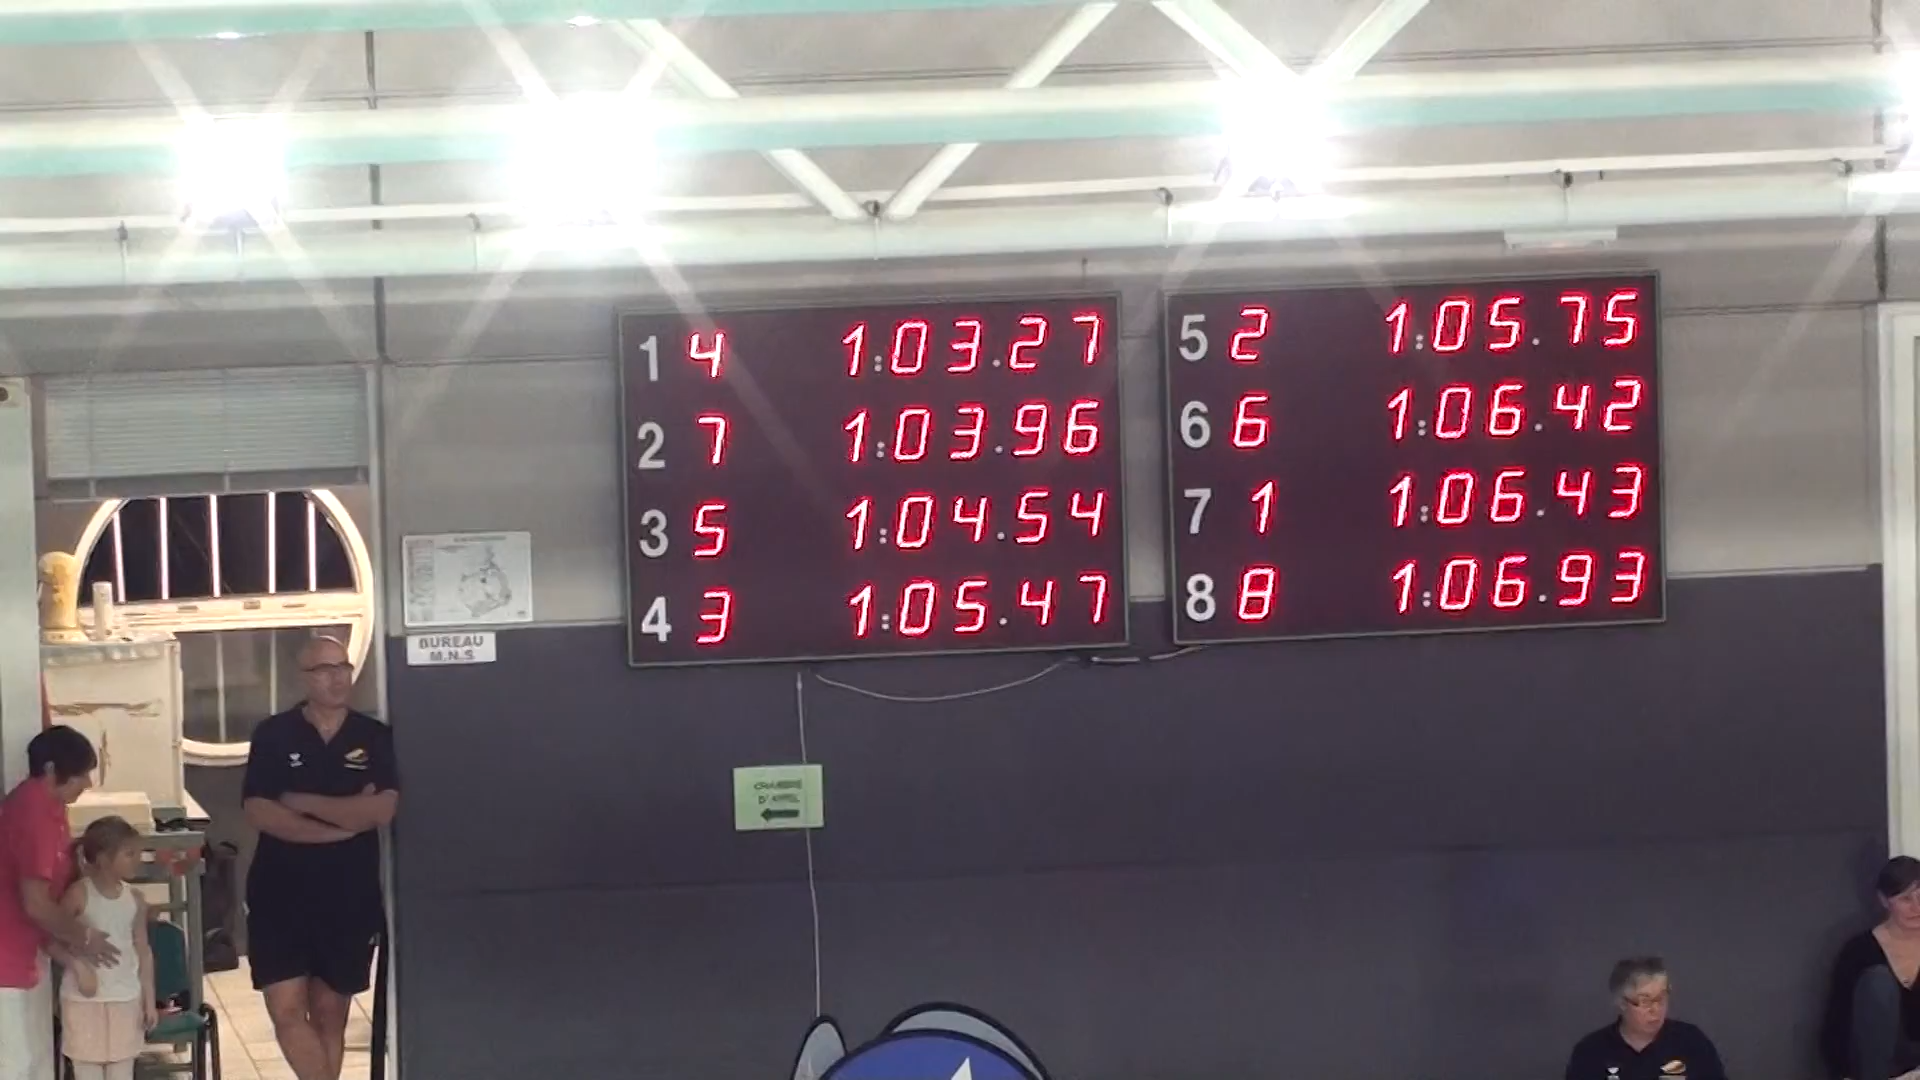 1 4 1:03.27
2 7 1:03.96
3 5 1:04.54
4 3 1:05.47
5 2 1:05.75
6 6 1:06.42
7 1 1:06.43
8 8 1:06.93
BUREAU
M.N.S
CHAMBRE
D'APPEL